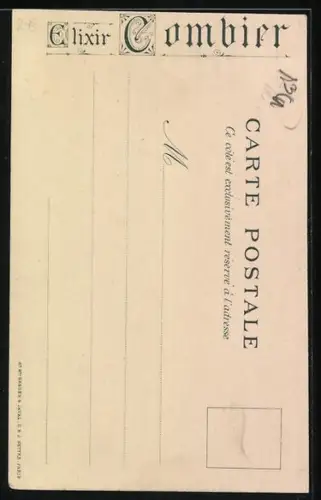 Elixir Combier
CARTE POSTALE
Ce côté est exclusivement réservé à l'adresse
M